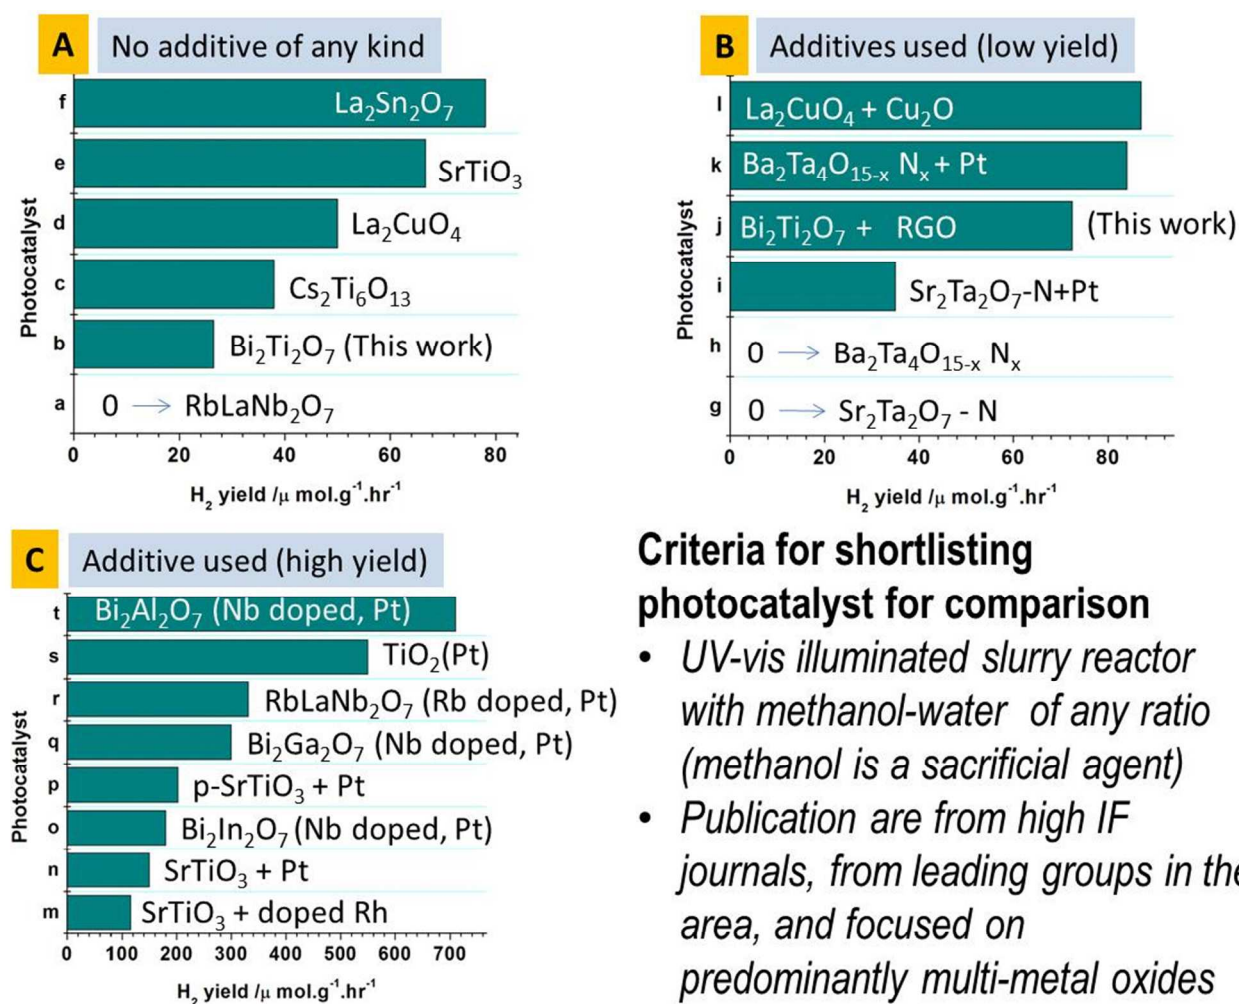 A No additive of any kind
f La₂Sn₂O₇
e SrTiO₃
d La₂CuO₄
c Cs₂Ti₆O₁₃
b Bi₂Ti₂O₇ (This work)
a 0 → RbLaNb₂O₇
Photocatalyst
0 20 40 60 80
H₂ yield /μ mol.g⁻¹.hr⁻¹
B Additives used (low yield)
l La₂CuO₄ + Cu₂O
k Ba₂Ta₄O₁₅₋ₓ Nₓ + Pt
j Bi₂Ti₂O₇ + RGO (This work)
i Sr₂Ta₂O₇-N+Pt
h 0 → Ba₂Ta₄O₁₅₋ₓ Nₓ
g 0 → Sr₂Ta₂O₇ - N
Photocatalyst
0 20 40 60 80
H₂ yield /μ mol.g⁻¹.hr⁻¹
C Additive used (high yield)
t Bi₂Al₂O₇ (Nb doped, Pt)
s TiO₂(Pt)
r RbLaNb₂O₇ (Rb doped, Pt)
q Bi₂Ga₂O₇ (Nb doped, Pt)
p p-SrTiO₃ + Pt
o Bi₂In₂O₇ (Nb doped, Pt)
n SrTiO₃ + Pt
m SrTiO₃ + doped Rh
Photocatalyst
0 100 200 300 400 500 600 700
H₂ yield /μ mol.g⁻¹.hr⁻¹
Criteria for shortlisting
photocatalyst for comparison
• UV-vis illuminated slurry reactor
with methanol-water of any ratio
(methanol is a sacrificial agent)
• Publication are from high IF
journals, from leading groups in the
area, and focused on
predominantly multi-metal oxides